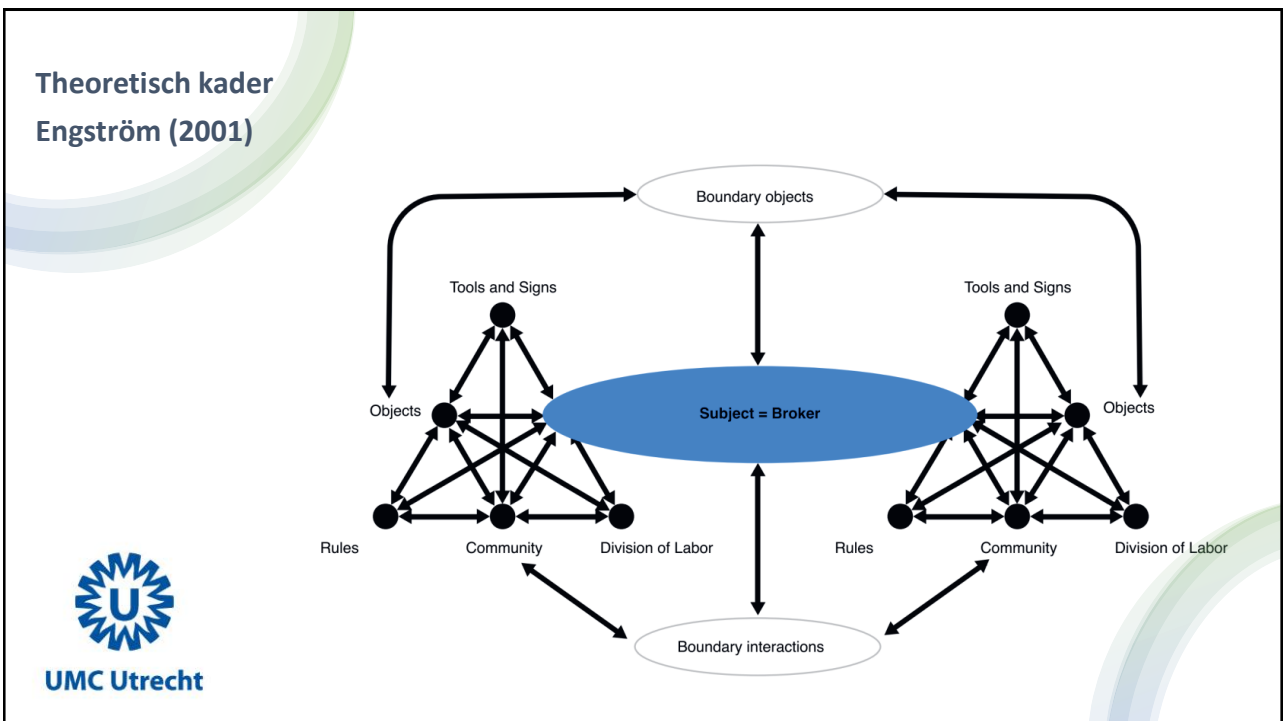 Theoretisch kader
Engström (2001)
Boundary objects
Tools and Signs
Tools and Signs
Objects
Subject = Broker
Objects
Rules
Community
Division of Labor
Rules
Community
Division of Labor
Boundary interactions
U
UMC Utrecht